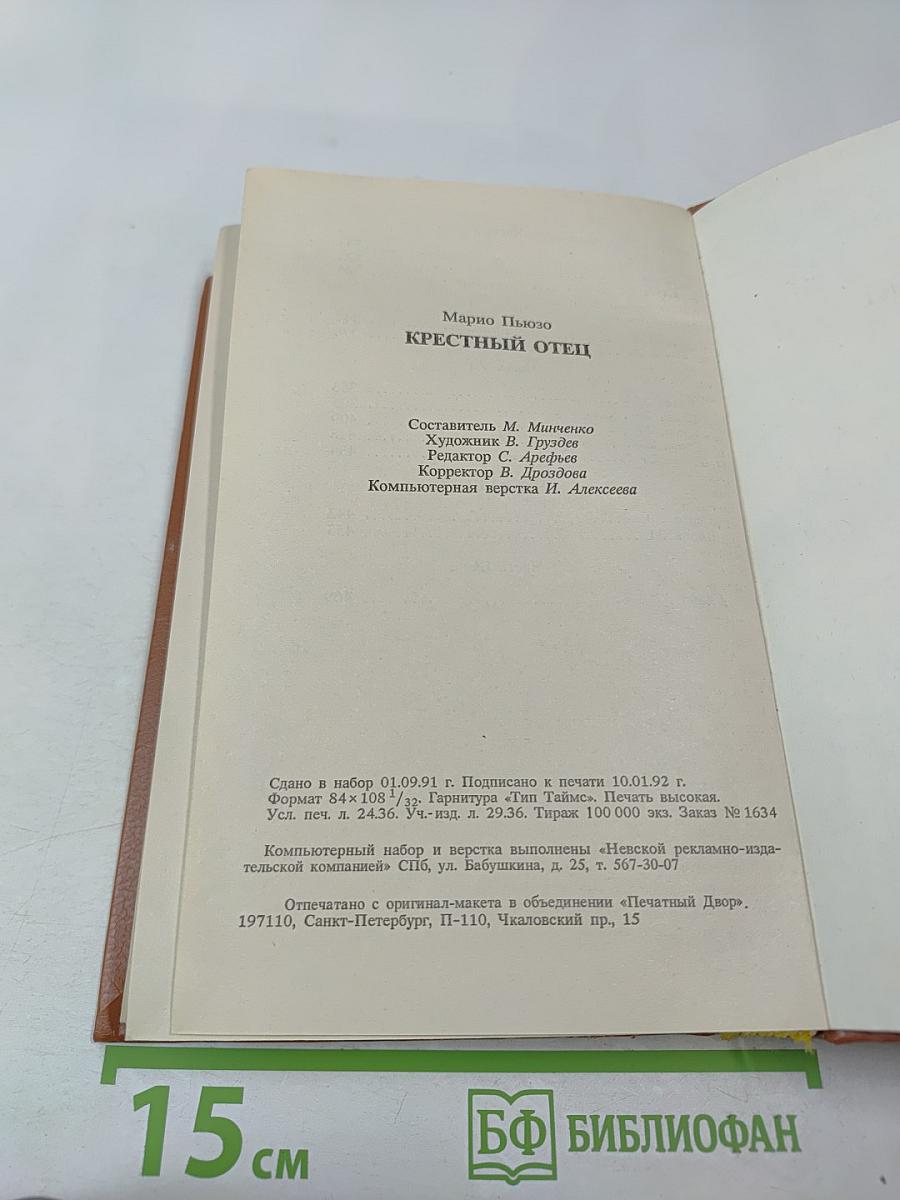 Марио Пьюзо
КРЕСТНЫЙ ОТЕЦ
Составитель М. Минченко
Художник В. Груздев
Редактор С. Арефьев
Корректор В. Дроздова
Компьютерная верстка И. Алексеева
Сдано в набор 01.09.91 г. Подписано к печати 10.01.92 г.
Формат 84×108 1/32. Гарнитура «Тип Таймс». Печать высокая.
Усл. печ. л. 24.36. Уч.-изд. л. 29.36. Тираж 100 000 экз. Заказ № 1634
Компьютерный набор и верстка выполнены «Невской рекламно-изда-
тельской компанией» СПб, ул. Бабушкина, д. 25, т. 567-30-07
Отпечатано с оригинал-макета в объединении «Печатный Двор».
197110, Санкт-Петербург, П-110, Чкаловский пр., 15
15 см
БФ БИБЛИОФАН